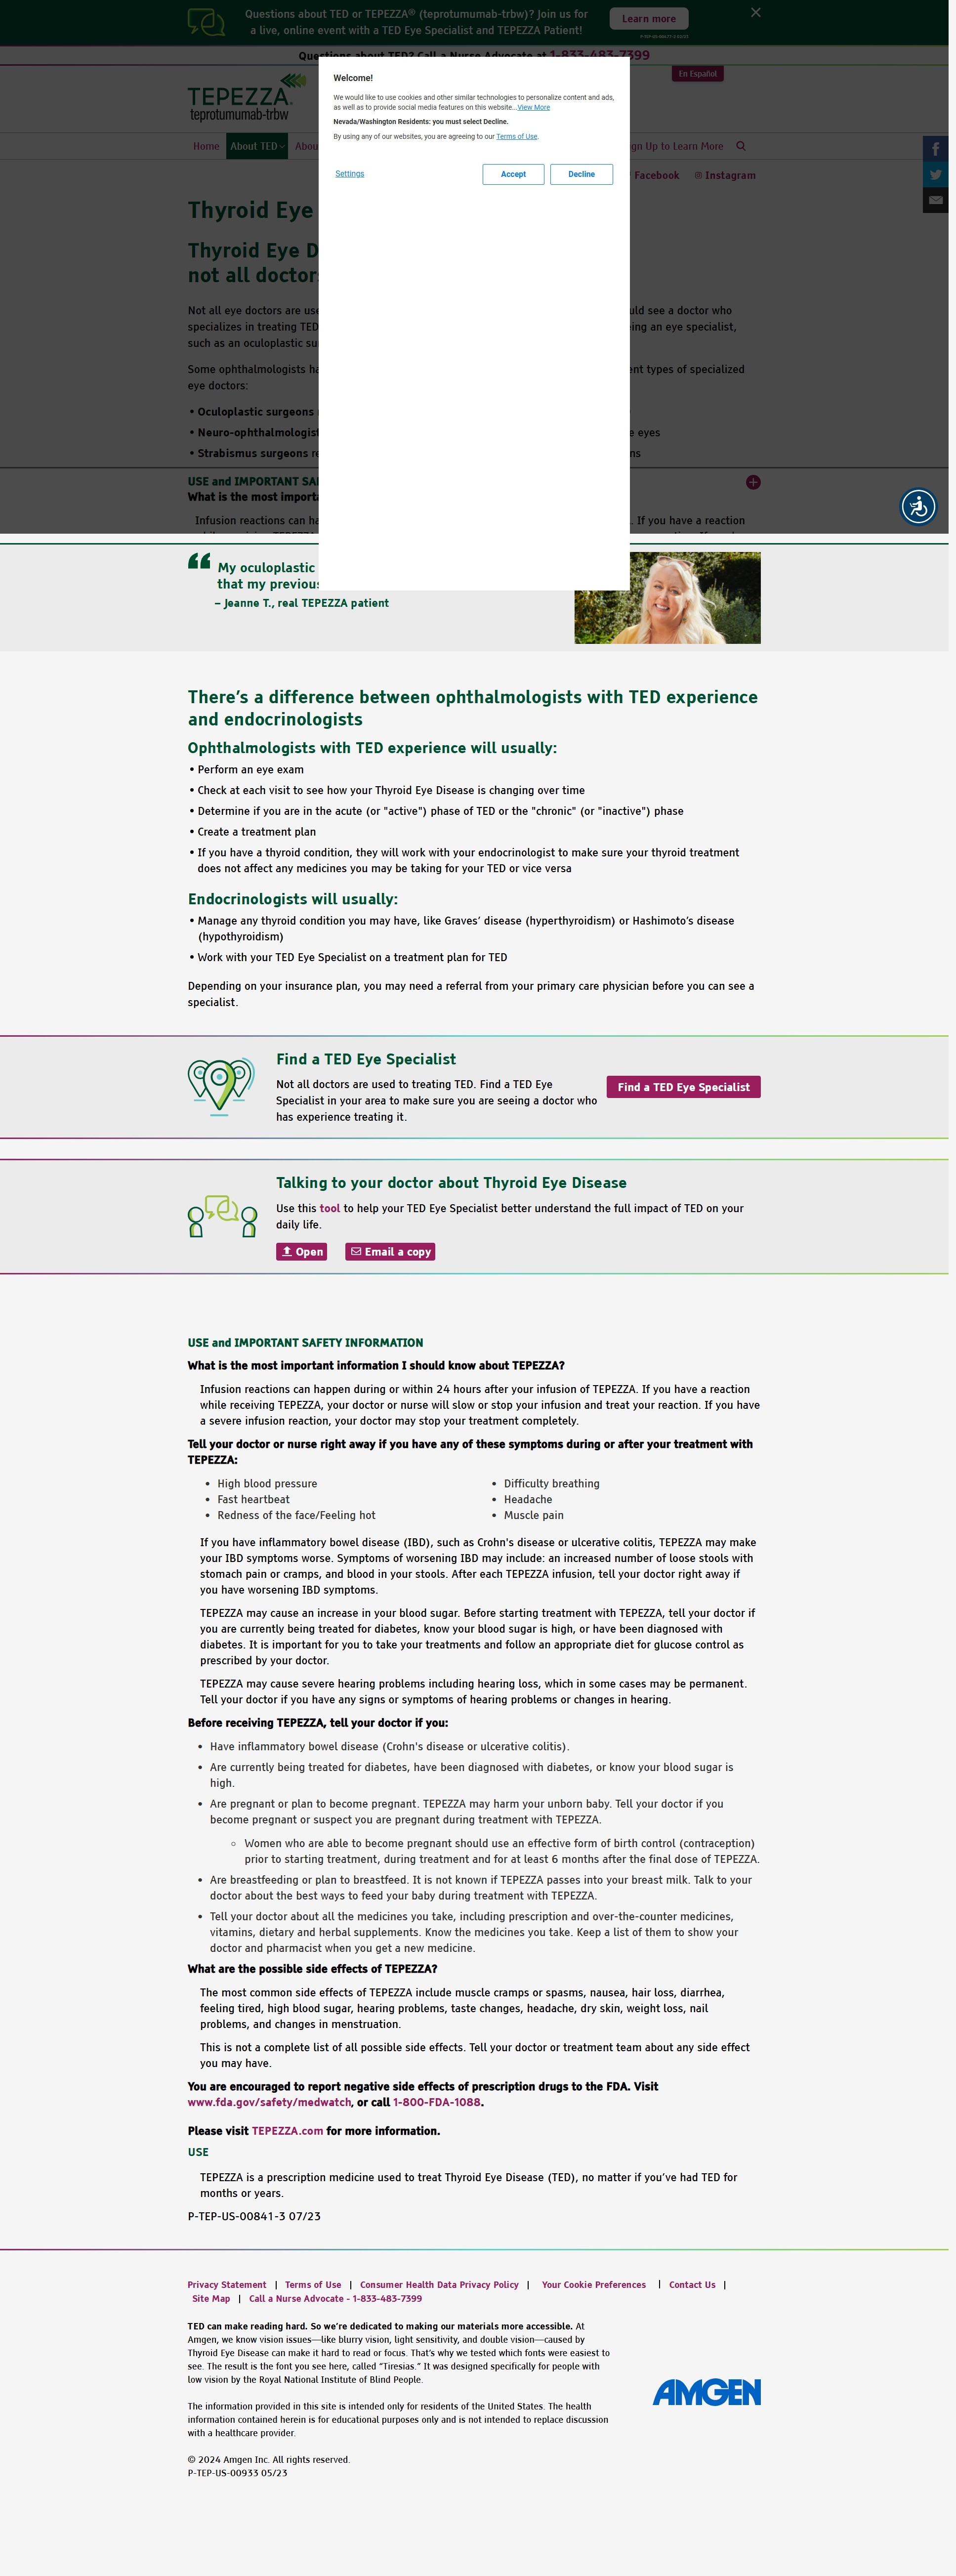 Questions about TED or TEPEZZA® (teprotumumab-trbw)? Join us for
a live, online event with a TED Eye Specialist and TEPEZZA Patient!
Learn more
Questions about TED? Call a Nurse Advocate at 1-833-483-7399
En Español
TEPEZZA
teprotumumab-trbw
Home
About TED
Abou
gn Up to Learn More
Facebook
Instagram
Welcome!
We would like to use cookies and other similar technologies to personalize content and ads,
as well as to provide social media features on this website...View More
Nevada/Washington Residents: you must select Decline.
By using any of our websites, you are agreeing to our Terms of Use.
Settings
Accept
Decline
Thyroid Eye
Thyroid Eye D
not all doctor
Not all eye doctors are use
uld see a doctor who
specializes in treating TED
ing an eye specialist,
such as an oculoplastic su
Some ophthalmologists ha
ent types of specialized
eye doctors:
• Oculoplastic surgeons
• Neuro-ophthalmologist
e eyes
• Strabismus surgeons re
ns
USE and IMPORTANT SA
What is the most importa
Infusion reactions can ha
. If you have a reaction
“ My oculoplastic
that my previous
– Jeanne T., real TEPEZZA patient
There’s a difference between ophthalmologists with TED experience
and endocrinologists
Ophthalmologists with TED experience will usually:
• Perform an eye exam
• Check at each visit to see how your Thyroid Eye Disease is changing over time
• Determine if you are in the acute (or "active") phase of TED or the "chronic" (or "inactive") phase
• Create a treatment plan
• If you have a thyroid condition, they will work with your endocrinologist to make sure your thyroid treatment
does not affect any medicines you may be taking for your TED or vice versa
Endocrinologists will usually:
• Manage any thyroid condition you may have, like Graves’ disease (hyperthyroidism) or Hashimoto’s disease
(hypothyroidism)
• Work with your TED Eye Specialist on a treatment plan for TED
Depending on your insurance plan, you may need a referral from your primary care physician before you can see a
specialist.
Find a TED Eye Specialist
Not all doctors are used to treating TED. Find a TED Eye
Specialist in your area to make sure you are seeing a doctor who
has experience treating it.
Find a TED Eye Specialist
Talking to your doctor about Thyroid Eye Disease
Use this tool to help your TED Eye Specialist better understand the full impact of TED on your
daily life.
Open
Email a copy
USE and IMPORTANT SAFETY INFORMATION
What is the most important information I should know about TEPEZZA?
Infusion reactions can happen during or within 24 hours after your infusion of TEPEZZA. If you have a reaction
while receiving TEPEZZA, your doctor or nurse will slow or stop your infusion and treat your reaction. If you have
a severe infusion reaction, your doctor may stop your treatment completely.
Tell your doctor or nurse right away if you have any of these symptoms during or after your treatment with
TEPEZZA:
• High blood pressure
• Fast heartbeat
• Redness of the face/Feeling hot
• Difficulty breathing
• Headache
• Muscle pain
If you have inflammatory bowel disease (IBD), such as Crohn's disease or ulcerative colitis, TEPEZZA may make
your IBD symptoms worse. Symptoms of worsening IBD may include: an increased number of loose stools with
stomach pain or cramps, and blood in your stools. After each TEPEZZA infusion, tell your doctor right away if
you have worsening IBD symptoms.
TEPEZZA may cause an increase in your blood sugar. Before starting treatment with TEPEZZA, tell your doctor if
you are currently being treated for diabetes, know your blood sugar is high, or have been diagnosed with
diabetes. It is important for you to take your treatments and follow an appropriate diet for glucose control as
prescribed by your doctor.
TEPEZZA may cause severe hearing problems including hearing loss, which in some cases may be permanent.
Tell your doctor if you have any signs or symptoms of hearing problems or changes in hearing.
Before receiving TEPEZZA, tell your doctor if you:
• Have inflammatory bowel disease (Crohn's disease or ulcerative colitis).
• Are currently being treated for diabetes, have been diagnosed with diabetes, or know your blood sugar is
high.
• Are pregnant or plan to become pregnant. TEPEZZA may harm your unborn baby. Tell your doctor if you
become pregnant or suspect you are pregnant during treatment with TEPEZZA.
○ Women who are able to become pregnant should use an effective form of birth control (contraception)
prior to starting treatment, during treatment and for at least 6 months after the final dose of TEPEZZA.
• Are breastfeeding or plan to breastfeed. It is not known if TEPEZZA passes into your breast milk. Talk to your
doctor about the best ways to feed your baby during treatment with TEPEZZA.
• Tell your doctor about all the medicines you take, including prescription and over-the-counter medicines,
vitamins, dietary and herbal supplements. Know the medicines you take. Keep a list of them to show your
doctor and pharmacist when you get a new medicine.
What are the possible side effects of TEPEZZA?
The most common side effects of TEPEZZA include muscle cramps or spasms, nausea, hair loss, diarrhea,
feeling tired, high blood sugar, hearing problems, taste changes, headache, dry skin, weight loss, nail
problems, and changes in menstruation.
This is not a complete list of all possible side effects. Tell your doctor or treatment team about any side effect
you may have.
You are encouraged to report negative side effects of prescription drugs to the FDA. Visit
www.fda.gov/safety/medwatch, or call 1-800-FDA-1088.
Please visit TEPEZZA.com for more information.
USE
TEPEZZA is a prescription medicine used to treat Thyroid Eye Disease (TED), no matter if you’ve had TED for
months or years.
P-TEP-US-00841-3 07/23
Privacy Statement | Terms of Use | Consumer Health Data Privacy Policy | Your Cookie Preferences | Contact Us |
Site Map | Call a Nurse Advocate - 1-833-483-7399
TED can make reading hard. So we’re dedicated to making our materials more accessible. At
Amgen, we know vision issues—like blurry vision, light sensitivity, and double vision—caused by
Thyroid Eye Disease can make it hard to read or focus. That’s why we tested which fonts were easiest to
see. The result is the font you see here, called “Tiresias.” It was designed specifically for people with
low vision by the Royal National Institute of Blind People.
AMGEN
The information provided in this site is intended only for residents of the United States. The health
information contained herein is for educational purposes only and is not intended to replace discussion
with a healthcare provider.
© 2024 Amgen Inc. All rights reserved.
P-TEP-US-00933 05/23